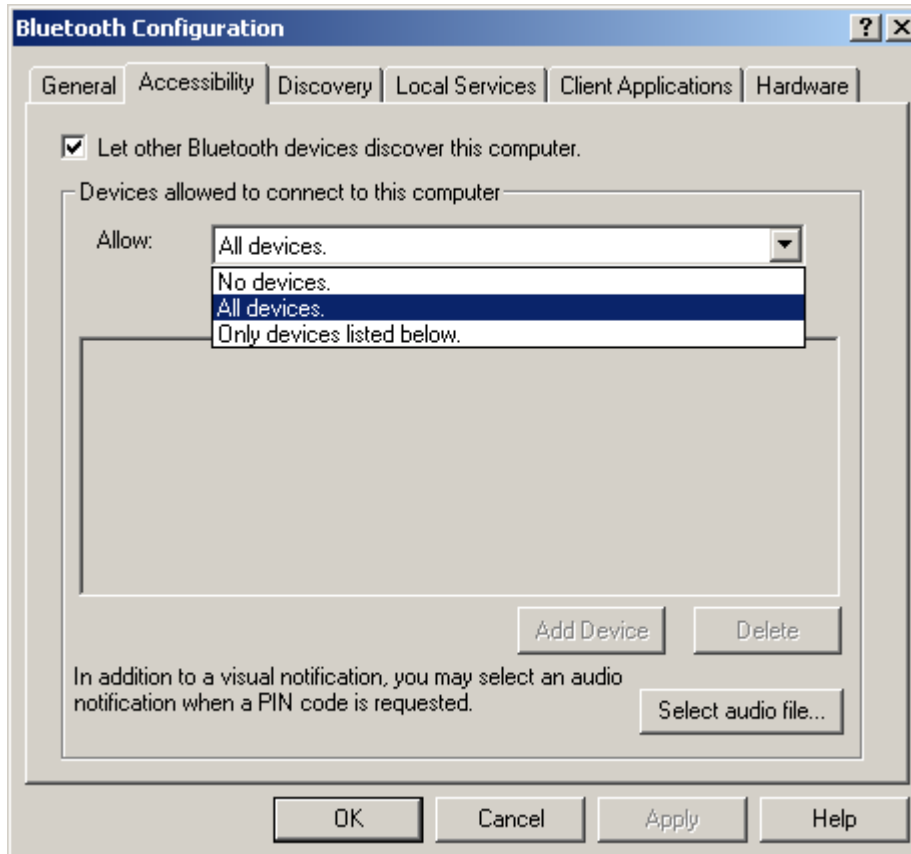 Bluetooth Configuration
General Accessibility Discovery Local Services Client Applications Hardware
Let other Bluetooth devices discover this computer.
Devices allowed to connect to this computer
Allow: All devices.
No devices.
All devices.
Only devices listed below.
Add Device Delete
In addition to a visual notification, you may select an audio
notification when a PIN code is requested.
Select audio file...
OK Cancel Apply Help